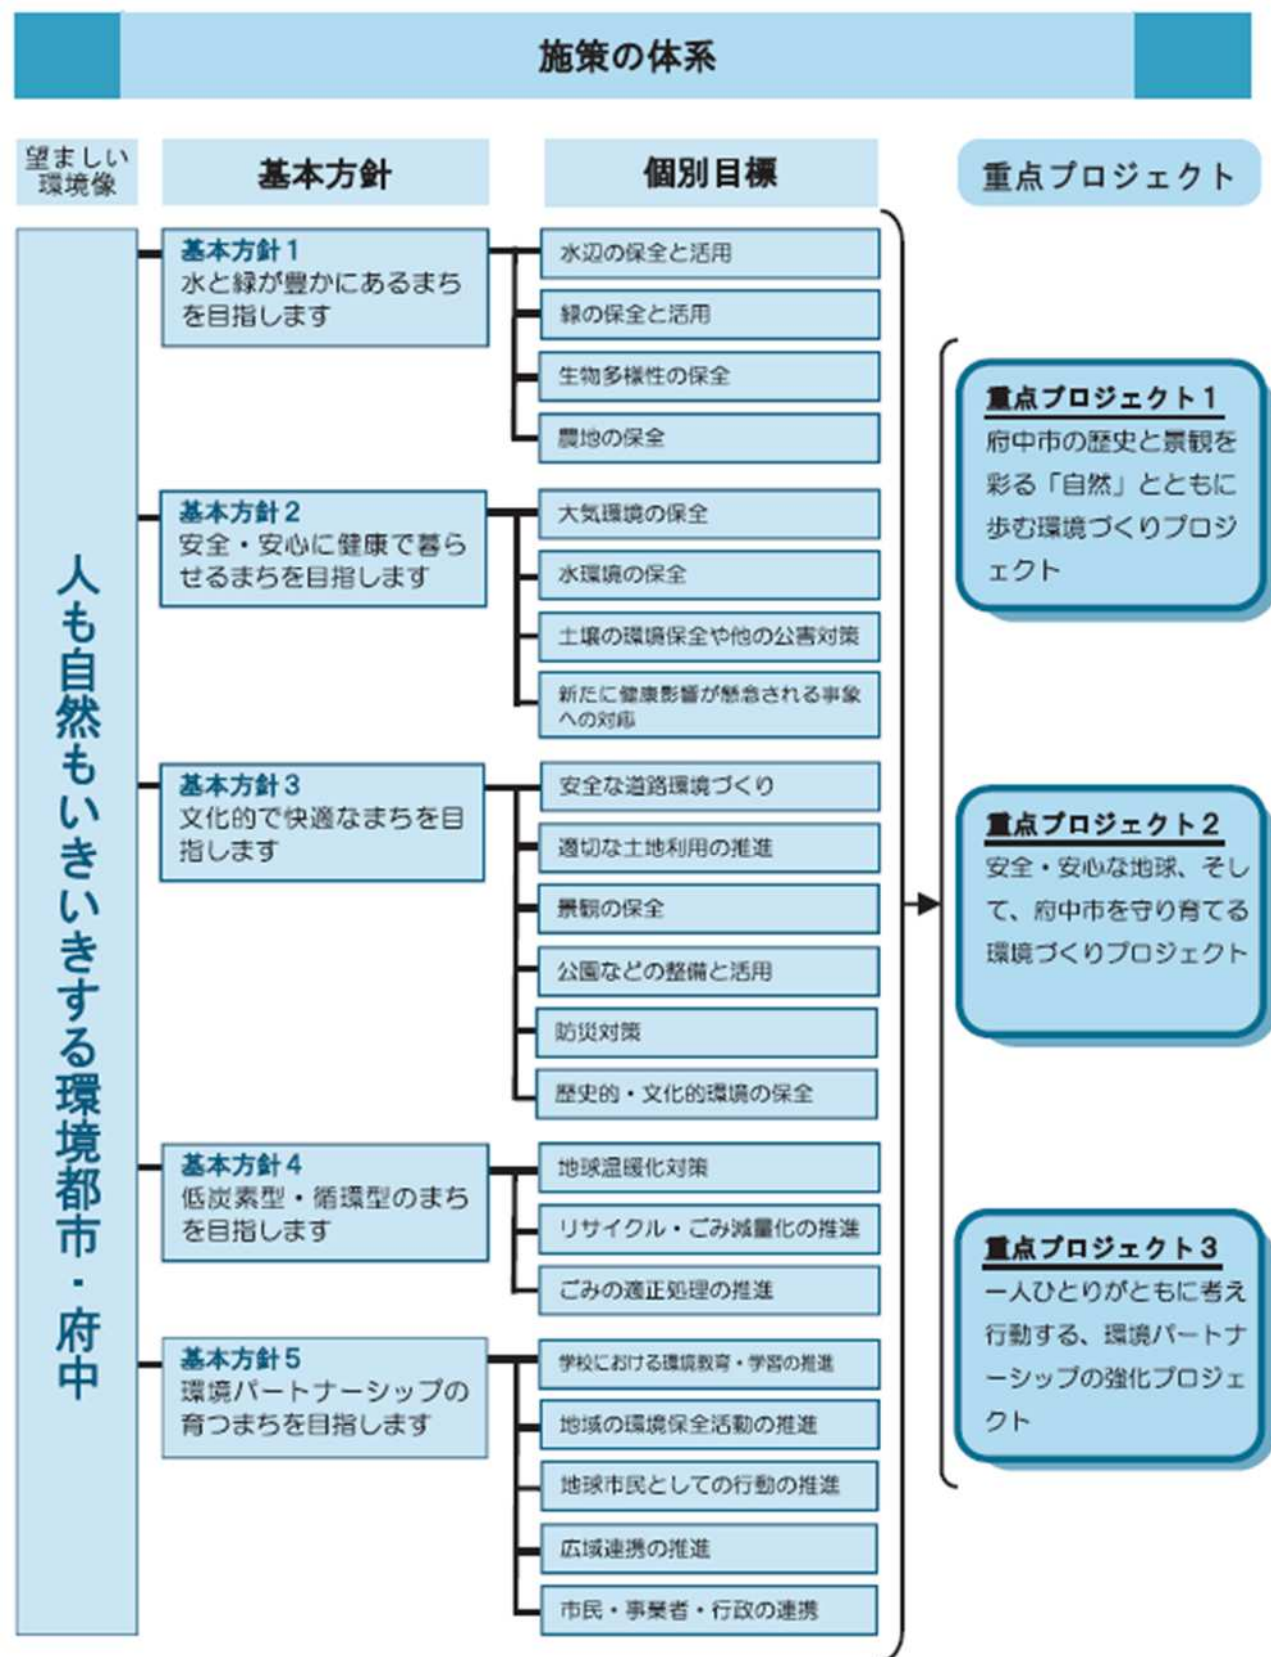 施策の体系
望ましい
環境像
基本方針
個別目標
重点プロジェクト
人も自然もいきいきする環境都市・府中
基本方針1
水と緑が豊かにあるまち
を目指します
水辺の保全と活用
緑の保全と活用
生物多様性の保全
農地の保全
基本方針2
安全・安心に健康で暮ら
せるまちを目指します
大気環境の保全
水環境の保全
土壌の環境保全や他の公害対策
新たに健康影響が懸念される事象
への対応
基本方針3
文化的で快適なまちを目
指します
安全な道路環境づくり
適切な土地利用の推進
景観の保全
公園などの整備と活用
防災対策
歴史的・文化的環境の保全
基本方針4
低炭素型・循環型のまち
を目指します
地球温暖化対策
リサイクル・ごみ減量化の推進
ごみの適正処理の推進
基本方針5
環境パートナーシップの
育つまちを目指します
学校における環境教育・学習の推進
地域の環境保全活動の推進
地球市民としての行動の推進
広域連携の推進
市民・事業者・行政の連携
重点プロジェクト1
府中市の歴史と景観を
彩る「自然」とともに
歩む環境づくりプロジ
ェクト
重点プロジェクト2
安全・安心な地球、そし
て、府中市を守り育てる
環境づくりプロジェクト
重点プロジェクト3
一人ひとりがともに考え
行動する、環境パートナ
ーシップの強化プロジェ
クト